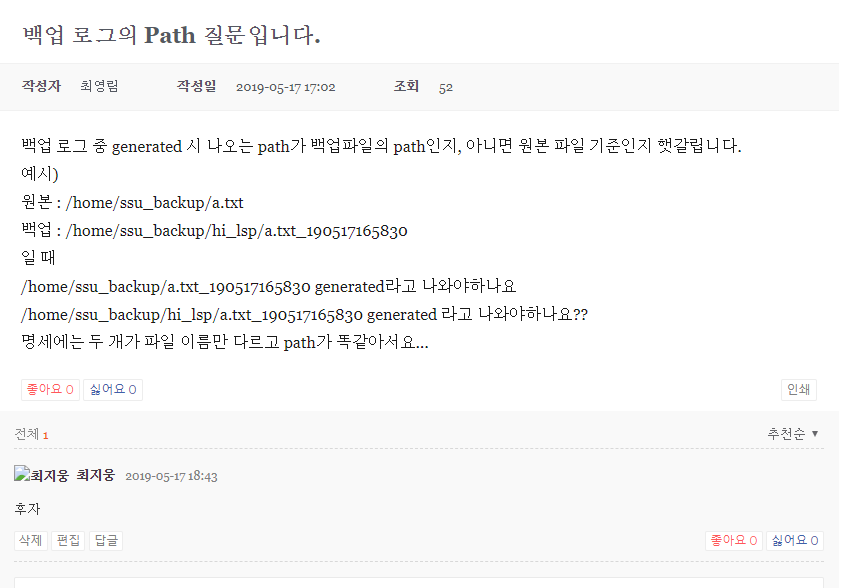 백업 로그의 Path 질문입니다.
작성자 최영림 작성일 2019-05-17 17:02 조회 52
백업 로그 중 generated 시 나오는 path가 백업파일의 path인지, 아니면 원본 파일 기준인지 햇갈립니다.
예시)
원본 : /home/ssu_backup/a.txt
백업 : /home/ssu_backup/hi_lsp/a.txt_190517165830
일 때
/home/ssu_backup/a.txt_190517165830 generated라고 나와야하나요
/home/ssu_backup/hi_lsp/a.txt_190517165830 generated 라고 나와야하나요??
명세에는 두 개가 파일 이름만 다르고 path가 똑같아서요...
좋아요 0 싫어요 0 인쇄
전체 1 추천순 ▼
최지웅 최지웅 2019-05-17 18:43
후자
삭제 편집 답글 좋아요 0 싫어요 0